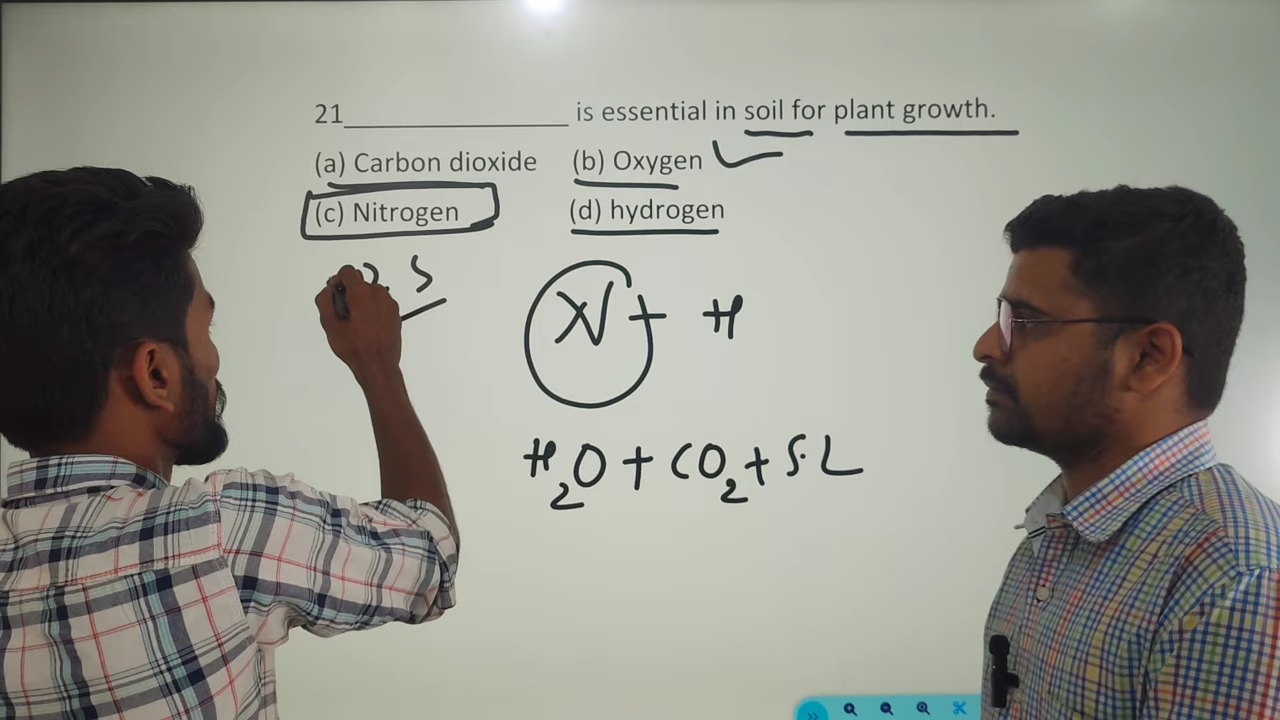 21________________ is essential in soil for plant growth.
(a) Carbon dioxide (b) Oxygen
(c) Nitrogen (d) hydrogen
S
N + H
H2O + CO2 + S.L